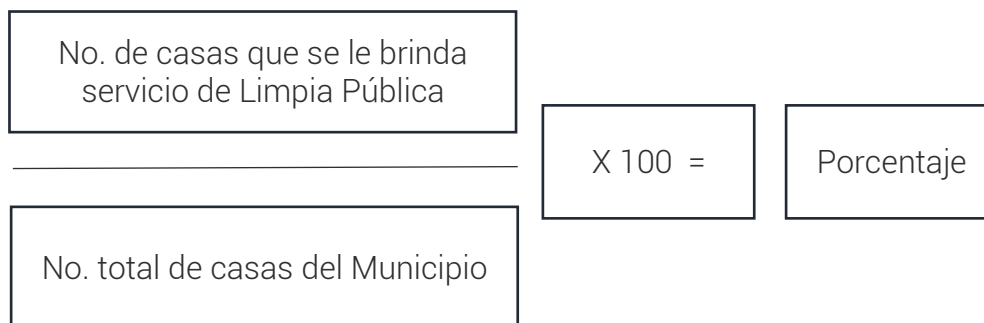 No. de casas que se le brinda
servicio de Limpia Pública
X 100 =
Porcentaje
No. total de casas del Municipio